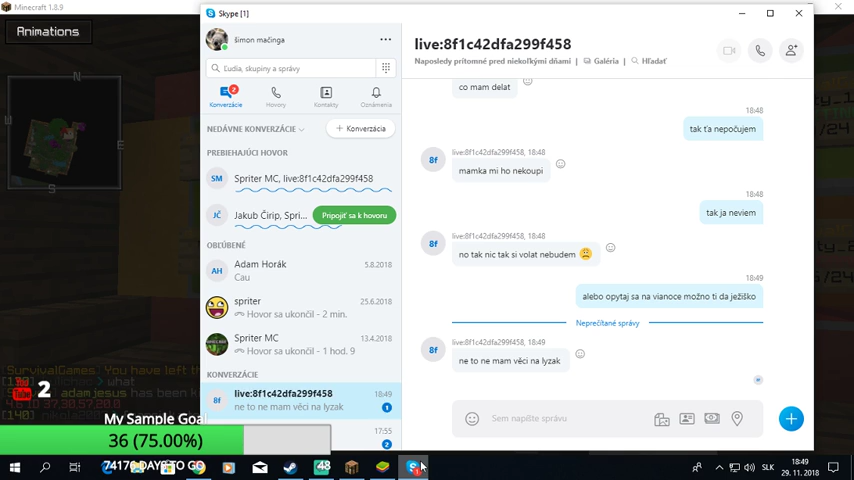 Minecraft 1.8.9
Animations
N
W
E
S
Skype [1]
šimon mačinga
Ľudia, skupiny a správy
2
Konverzácie
Hovory
Kontakty
Oznámenia
NEDÁVNE KONVERZÁCIE
+ Konverzácia
PREBIEHAJÚCI HOVOR
SM
Spriter MC, live:8f1c42dfa299f458
JČ
Jakub Čirip, Spri...
Pripojiť sa k hovoru
OBĽÚBENÉ
AH
Adam Horák
5.8.2018
Cau
spriter
25.6.2018
Hovor sa ukončil - 2 min.
Spriter MC
13.4.2018
Hovor sa ukončil - 1 hod. 9
KONVERZÁCIE
8f
live:8f1c42dfa299f458
18:49
ne to ne mam věci na lyzak
1
17:55
2
live:8f1c42dfa299f458
Naposledy prítomné pred niekoľkými dňami | Galéria | Hľadať
co mam delat
18:48
tak ťa nepočujem
live:8f1c42dfa299f458, 18:48
8f
mamka mi ho nekoupi
18:48
tak ja neviem
live:8f1c42dfa299f458, 18:48
8f
no tak nic tak si volat nebudem
18:49
alebo opytaj sa na vianoce možno ti da ježiško
Neprečítané správy
live:8f1c42dfa299f458, 18:49
8f
ne to ne mam věci na lyzak
Sem napíšte správu
SurvivalGames: You have left th
what
adamjesus has been k
2
My Sample Goal
36 (75.00%)
74176 DAYS TO GO
48
SLK
18:49
29. 11. 2018